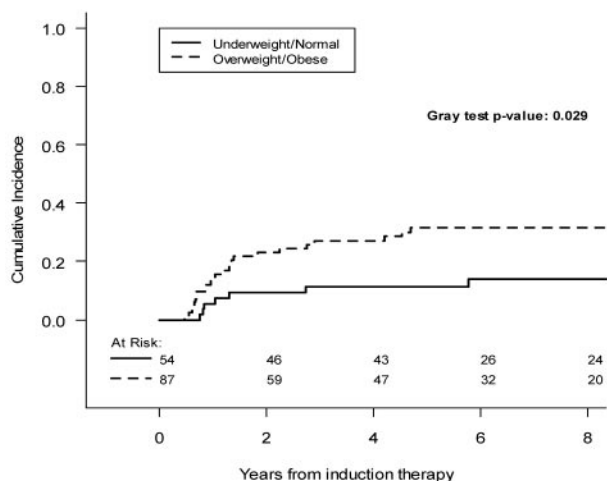 Underweight/Normal
Overweight/Obese
Gray test p-value: 0.029
Cumulative Incidence
1.0
0.8
0.6
0.4
0.2
0.0
At Risk:
54 46 43 26 24
87 59 47 32 20
0 2 4 6 8
Years from induction therapy